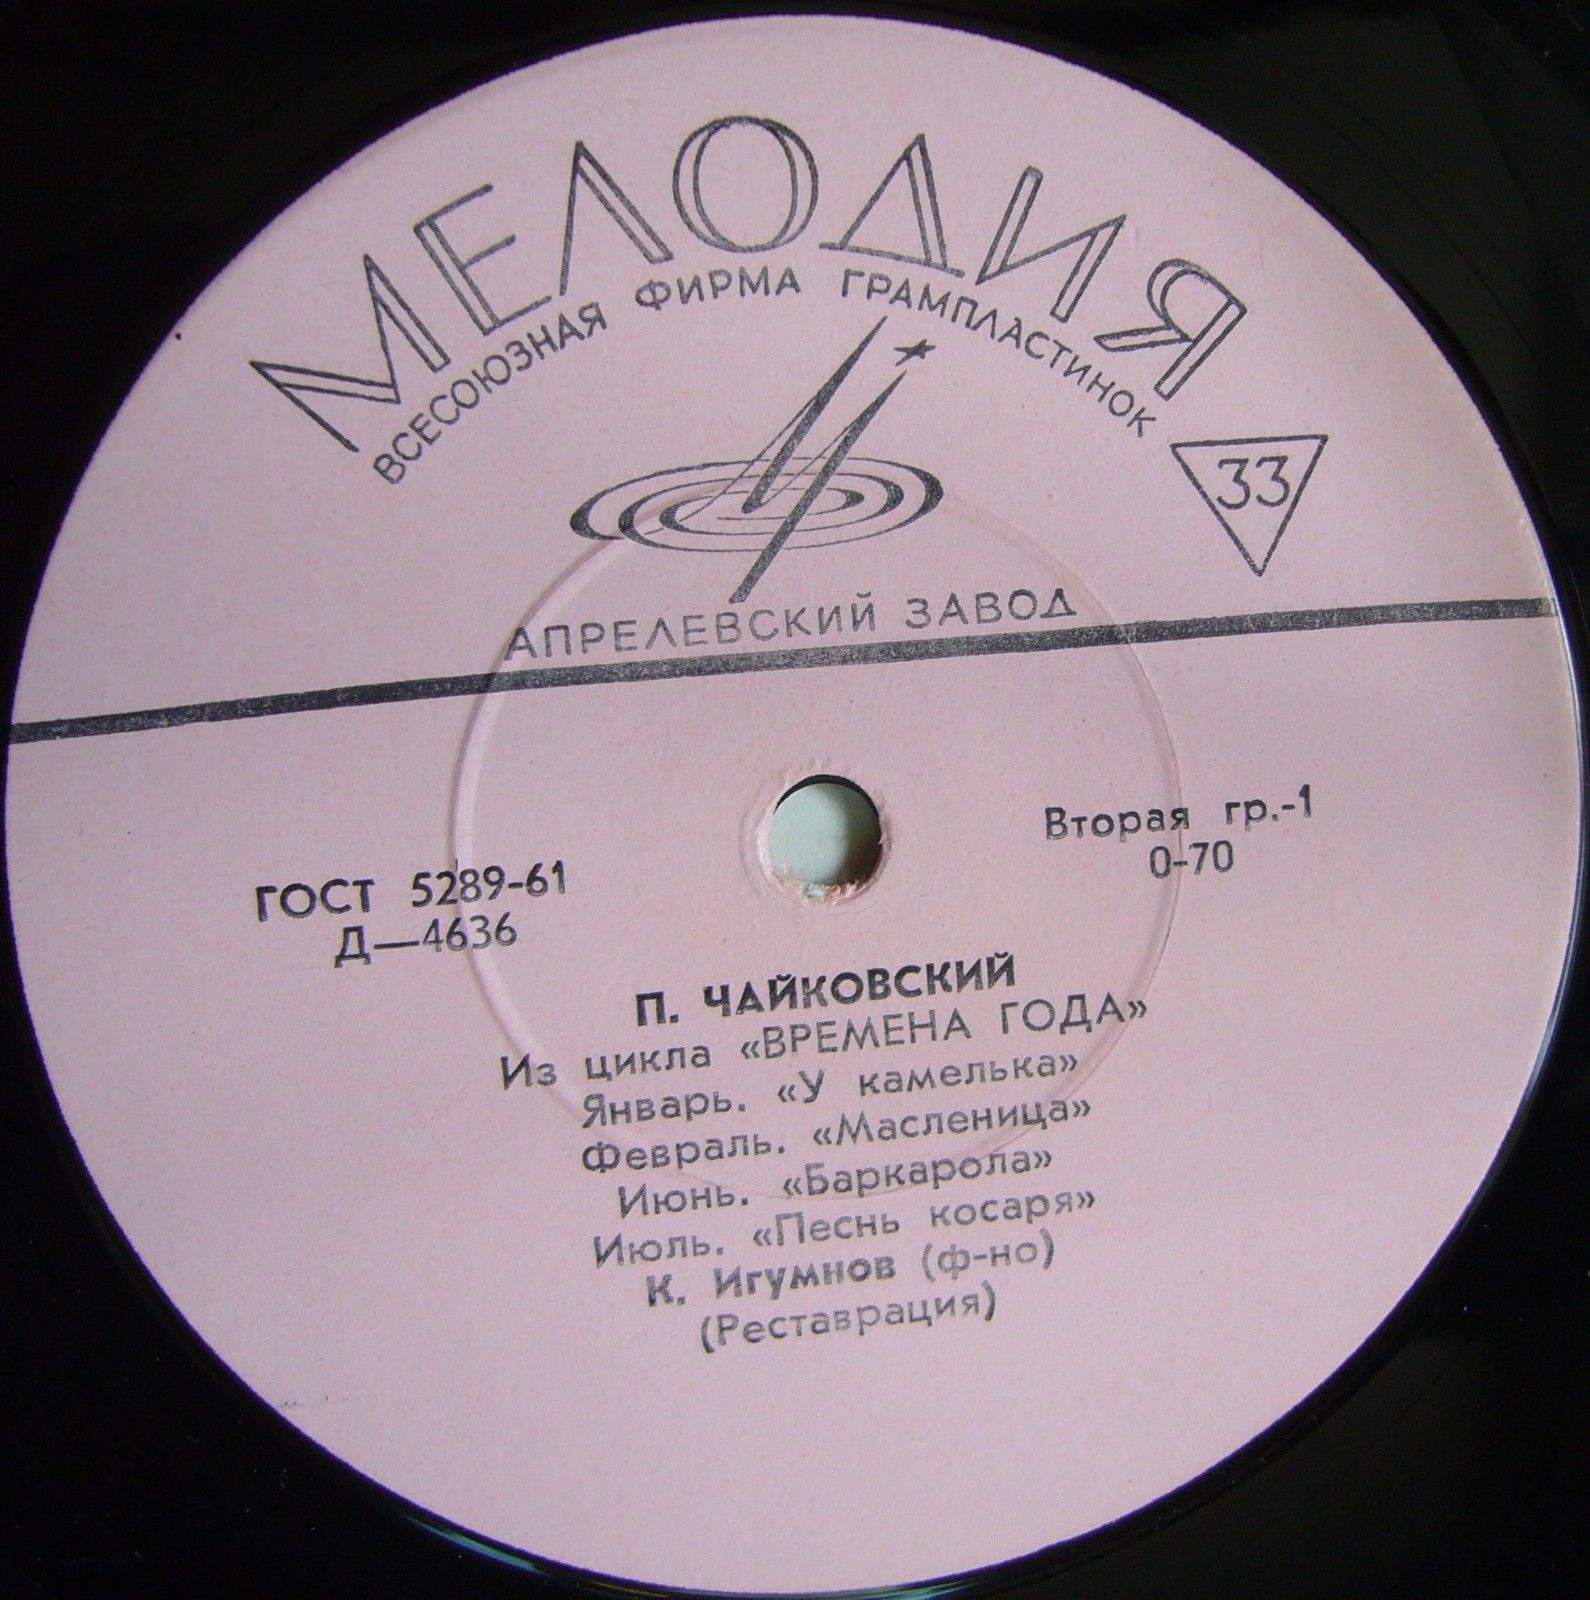 МЕЛОДИЯ
ВСЕСОЮЗНАЯ ФИРМА ГРАМПЛАСТИНОК
33
АПРЕЛЕВСКИЙ ЗАВОД
Вторая гр.-1
0-70
ГОСТ 5289-61
Д—4636
П. ЧАЙКОВСКИЙ
Из цикла «ВРЕМЕНА ГОДА»
Январь. «У камелька»
Февраль. «Масленица»
Июнь. «Баркарола»
Июль. «Песнь косаря»
К. Игумнов (ф-но)
(Реставрация)